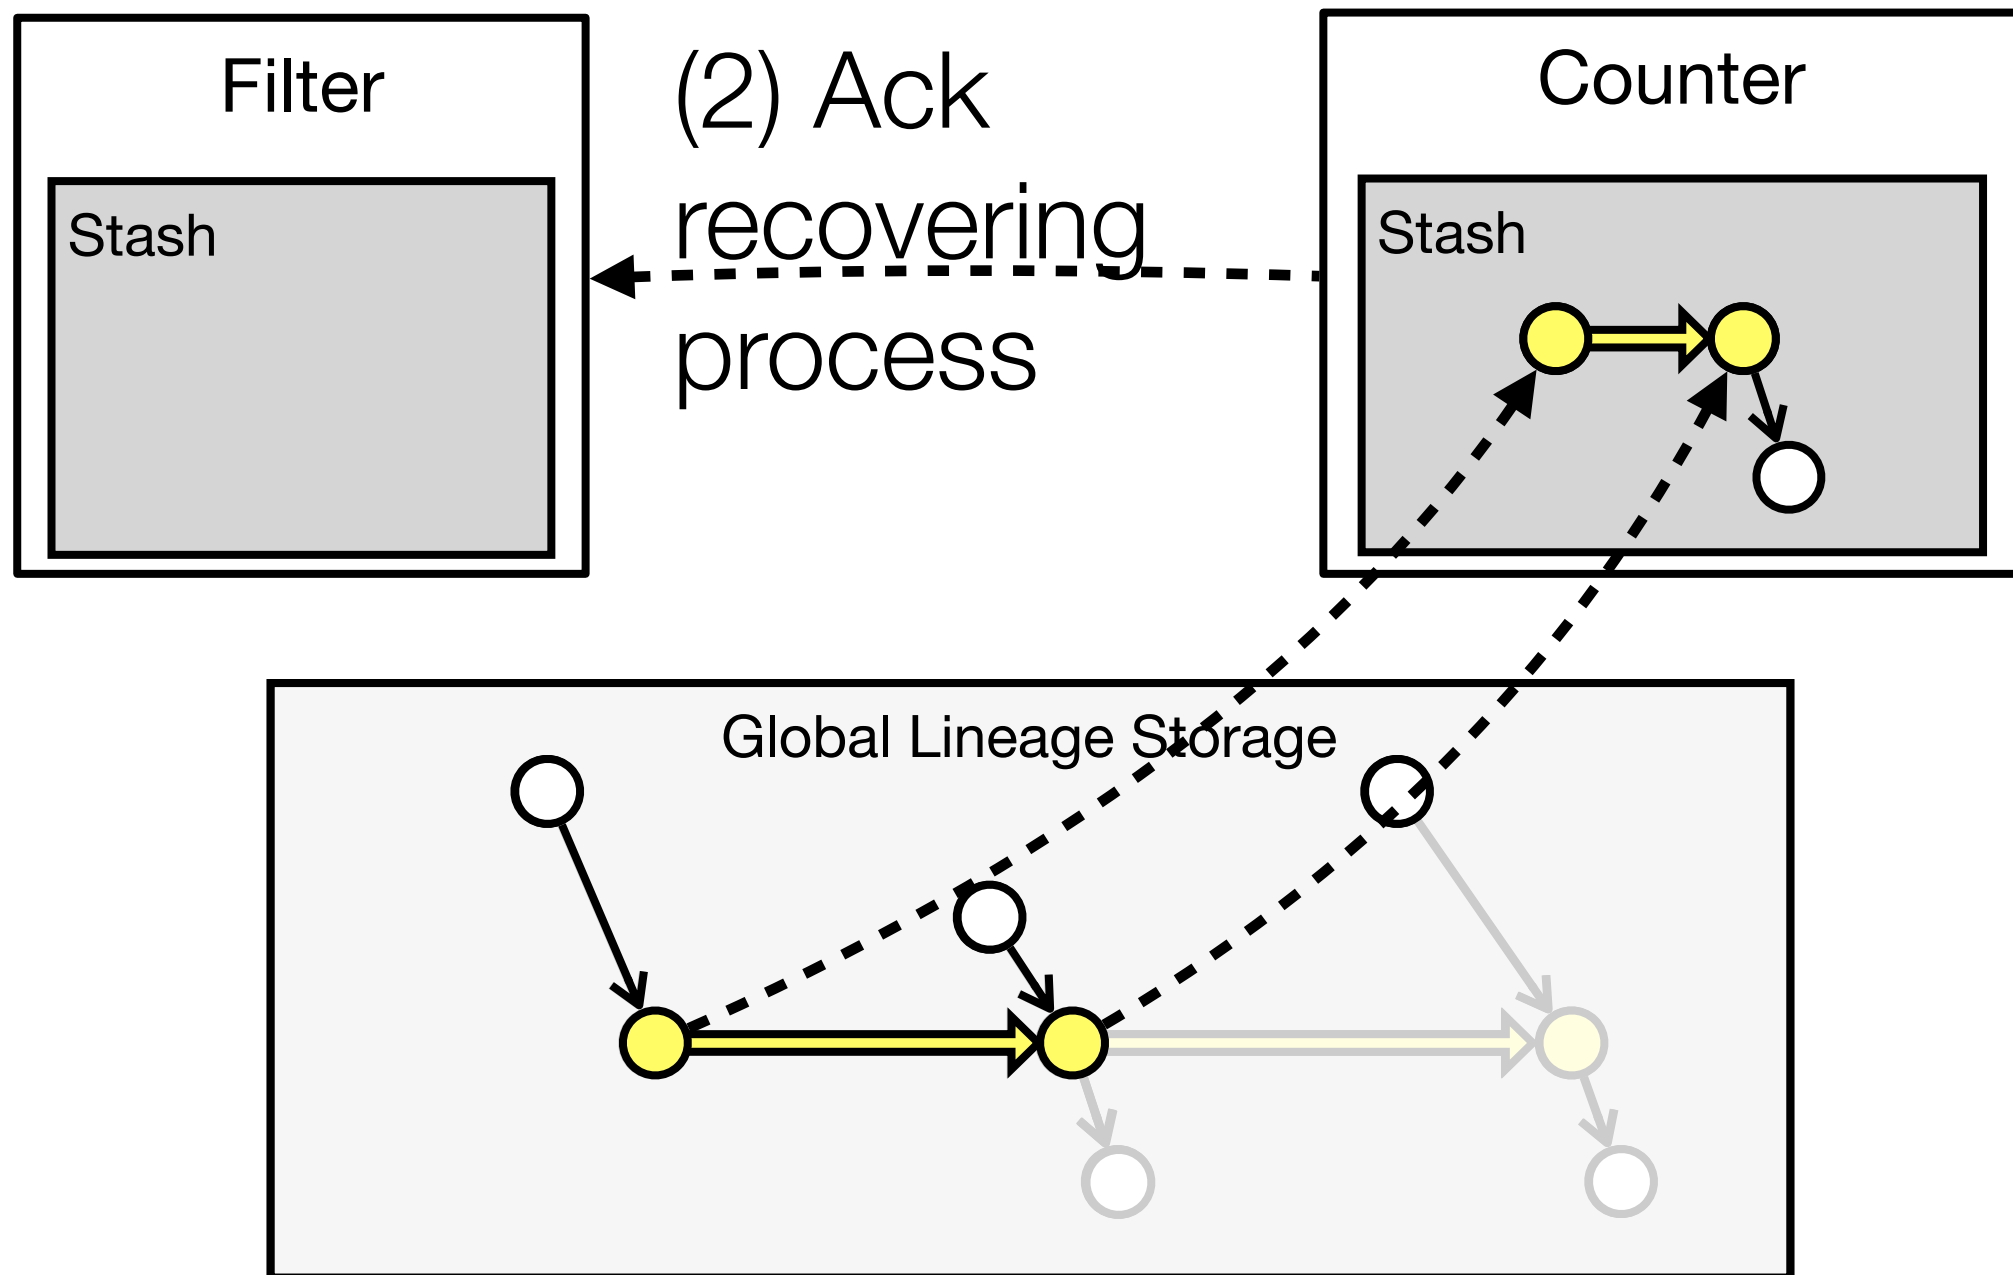 Filter
Stash
(2) Ack
recovering
process
Counter
Stash
Global Lineage Storage